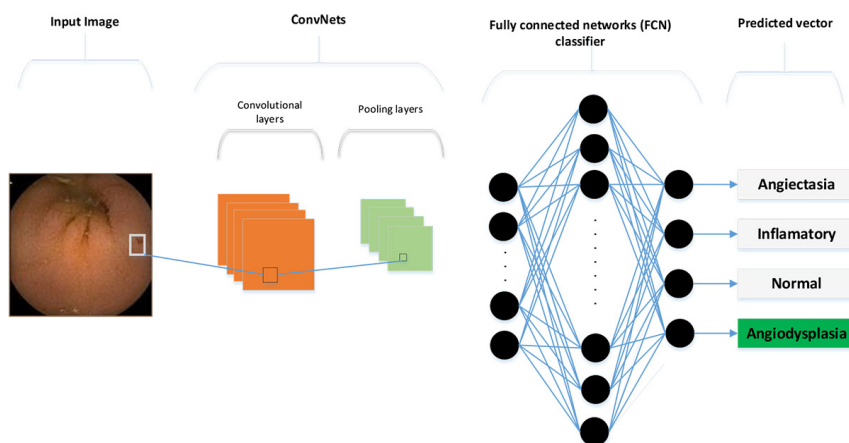 Input Image
ConvNets
Fully connected networks (FCN)
classifier
Predicted vector
Convolutional
layers
Pooling layers
Angiectasia
Inflamatory
Normal
Angiodysplasia